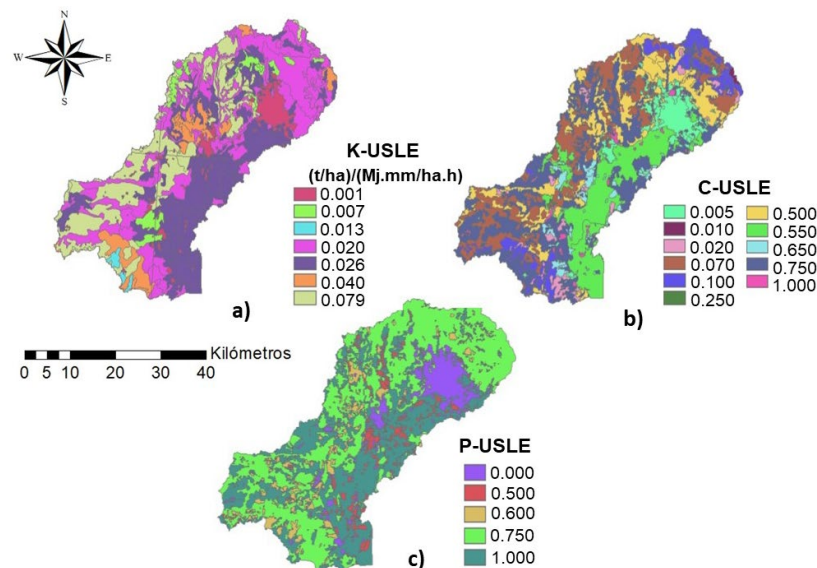 N
W E
S
K-USLE
(t/ha)/(Mj.mm/ha.h)
0.001
0.007
0.013
0.020
0.026
0.040
0.079
a)
C-USLE
0.005
0.010
0.020
0.070
0.100
0.250
0.500
0.550
0.650
0.750
1.000
b)
Kilómetros
0 5 10 20 30 40
P-USLE
0.000
0.500
0.600
0.750
1.000
c)